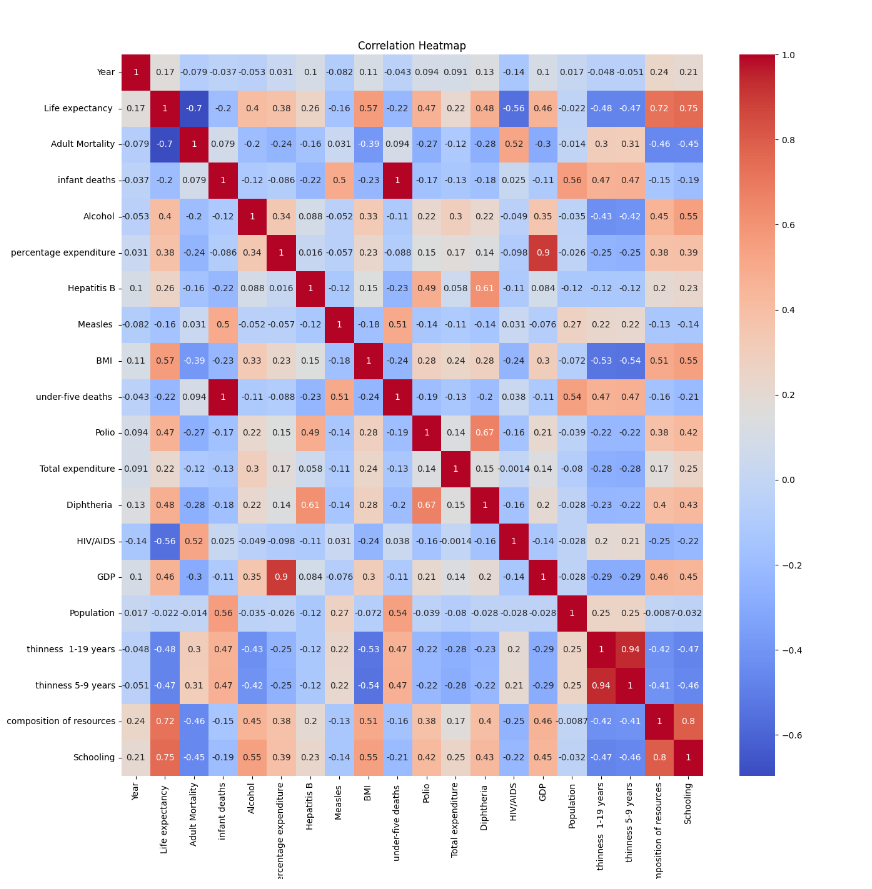 Correlation Heatmap
Year 1 0.17 -0.079 -0.037 -0.053 0.031 0.1 -0.082 0.11 -0.043 0.094 0.091 0.13 -0.14 0.1 0.017 -0.048 -0.051 0.24 0.21
Life expectancy 0.17 1 -0.7 -0.2 0.4 0.38 0.26 -0.16 0.57 -0.22 0.47 0.22 0.48 -0.56 0.46 -0.022 -0.48 -0.47 0.72 0.75
Adult Mortality -0.079 -0.7 1 0.079 -0.2 -0.24 -0.16 0.031 -0.39 0.094 -0.27 -0.12 -0.28 0.52 -0.3 -0.014 0.3 0.31 -0.46 -0.45
infant deaths -0.037 -0.2 0.079 1 -0.12 -0.086 -0.22 0.5 -0.23 1 -0.17 -0.13 -0.18 0.025 -0.11 0.56 0.47 0.47 -0.15 -0.19
Alcohol -0.053 0.4 -0.2 -0.12 1 0.34 0.088 -0.052 0.33 -0.11 0.22 0.3 0.22 -0.049 0.35 -0.035 -0.43 -0.42 0.45 0.55
percentage expenditure 0.031 0.38 -0.24 -0.086 0.34 1 0.016 -0.057 0.23 -0.088 0.15 0.17 0.14 -0.098 0.9 -0.026 -0.25 -0.25 0.38 0.39
Hepatitis B 0.1 0.26 -0.16 -0.22 0.088 0.016 1 -0.12 0.15 -0.23 0.49 0.058 0.61 -0.11 0.084 -0.12 -0.12 -0.12 0.2 0.23
Measles -0.082 -0.16 0.031 0.5 -0.052 -0.057 -0.12 1 -0.18 0.51 -0.14 -0.11 -0.14 0.031 -0.076 0.27 0.22 0.22 -0.13 -0.14
BMI 0.11 0.57 -0.39 -0.23 0.33 0.23 0.15 -0.18 1 -0.24 0.28 0.24 0.28 -0.24 0.3 -0.072 -0.53 -0.54 0.51 0.55
under-five deaths -0.043 -0.22 0.094 1 -0.11 -0.088 -0.23 0.51 -0.24 1 -0.19 -0.13 -0.2 0.038 -0.11 0.54 0.47 0.47 -0.16 -0.21
Polio 0.094 0.47 -0.27 -0.17 0.22 0.15 0.49 -0.14 0.28 -0.19 1 0.14 0.67 -0.16 0.21 -0.039 -0.22 -0.22 0.38 0.42
Total expenditure 0.091 0.22 -0.12 -0.13 0.3 0.17 0.058 -0.11 0.24 -0.13 0.14 1 0.15 -0.0014 0.14 -0.08 -0.28 -0.28 0.17 0.25
Diphtheria 0.13 0.48 -0.28 -0.18 0.22 0.14 0.61 -0.14 0.28 -0.2 0.67 0.15 1 -0.16 0.2 -0.028 -0.23 -0.22 0.4 0.43
HIV/AIDS -0.14 -0.56 0.52 0.025 -0.049 -0.098 -0.11 0.031 -0.24 0.038 -0.16 -0.0014 -0.16 1 -0.14 -0.028 0.2 0.21 -0.25 -0.22
GDP 0.1 0.46 -0.3 -0.11 0.35 0.9 0.084 -0.076 0.3 -0.11 0.21 0.14 0.2 -0.14 1 -0.028 -0.29 -0.29 0.46 0.45
Population 0.017 -0.022 -0.014 0.56 -0.035 -0.026 -0.12 0.27 -0.072 0.54 -0.039 -0.08 -0.028 -0.028 -0.028 1 0.25 0.25 -0.0087 -0.032
thinness 1-19 years -0.048 -0.48 0.3 0.47 -0.43 -0.25 -0.12 0.22 -0.53 0.47 -0.22 -0.28 -0.23 0.2 -0.29 0.25 1 0.94 -0.42 -0.47
thinness 5-9 years -0.051 -0.47 0.31 0.47 -0.42 -0.25 -0.12 0.22 -0.54 0.47 -0.22 -0.28 -0.22 0.21 -0.29 0.25 0.94 1 -0.41 -0.46
composition of resources 0.24 0.72 -0.46 -0.15 0.45 0.38 0.2 -0.13 0.51 -0.16 0.38 0.17 0.4 -0.25 0.46 -0.0087 -0.42 -0.41 1 0.8
Schooling 0.21 0.75 -0.45 -0.19 0.55 0.39 0.23 -0.14 0.55 -0.21 0.42 0.25 0.43 -0.22 0.45 -0.032 -0.47 -0.46 0.8 1
Year
Life expectancy
Adult Mortality
infant deaths
Alcohol
ercentage expenditure
Hepatitis B
Measles
BMI
under-five deaths
Polio
Total expenditure
Diphtheria
HIV/AIDS
GDP
Population
thinness 1-19 years
thinness 5-9 years
mposition of resources
Schooling
1.0
0.8
0.6
0.4
0.2
0.0
−0.2
−0.4
−0.6